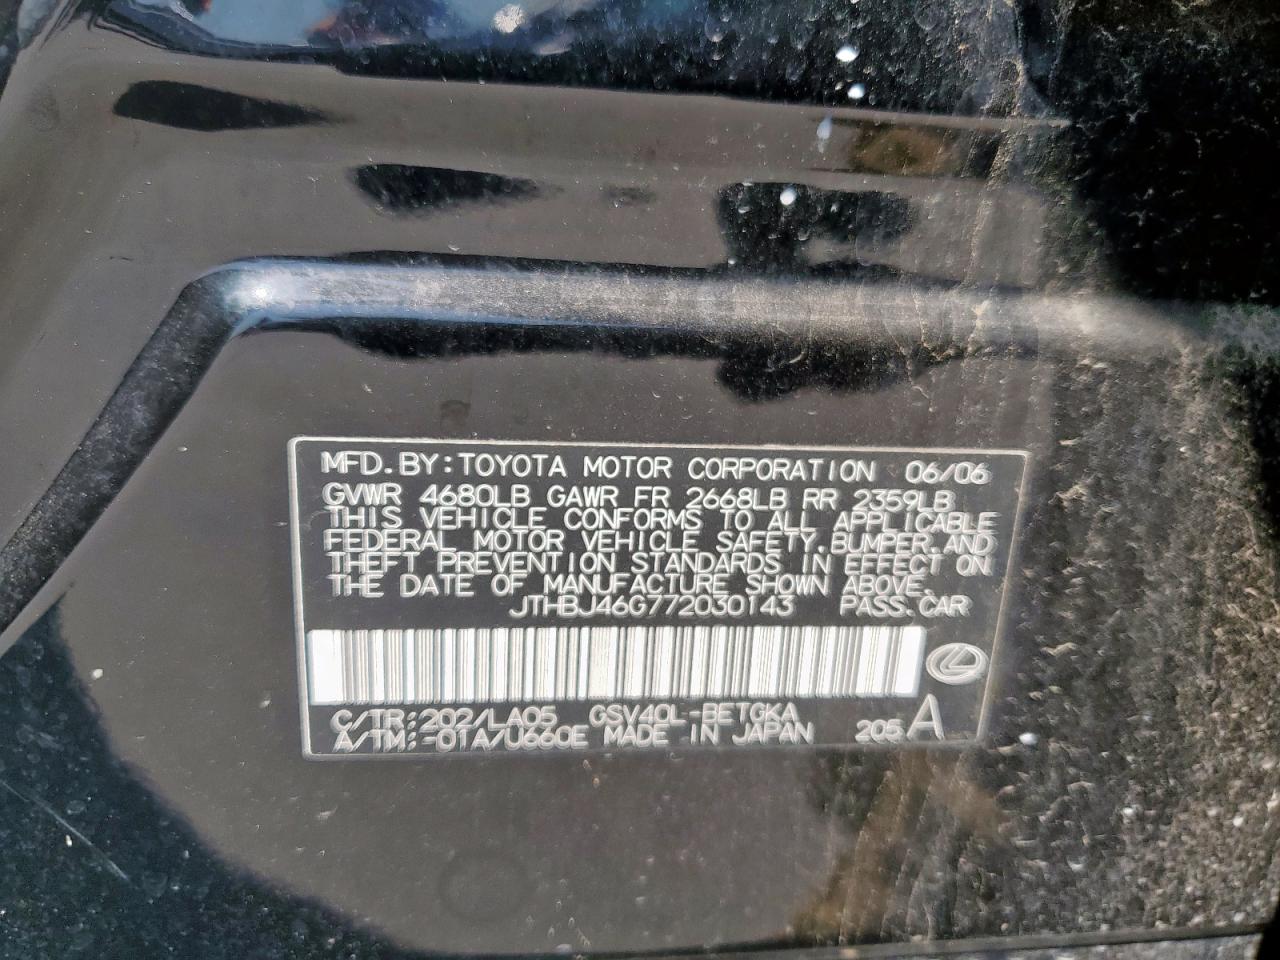 MFD.BY:TOYOTA MOTOR CORPORATION 06/06
GVWR 4680LB GAWR FR 2668LB RR 2359LB
THIS VEHICLE CONFORMS TO ALL APPLICABLE
FEDERAL MOTOR VEHICLE SAFETY,BUMPER,AND
THEFT PREVENTION STANDARDS IN EFFECT ON
THE DATE OF MANUFACTURE SHOWN ABOVE.
JTHBJ46G772030143 PASS.CAR
C/TR:202/LA05 GSV40L-BETGKA
A/TM:-01A/U660E MADE IN JAPAN 205 A